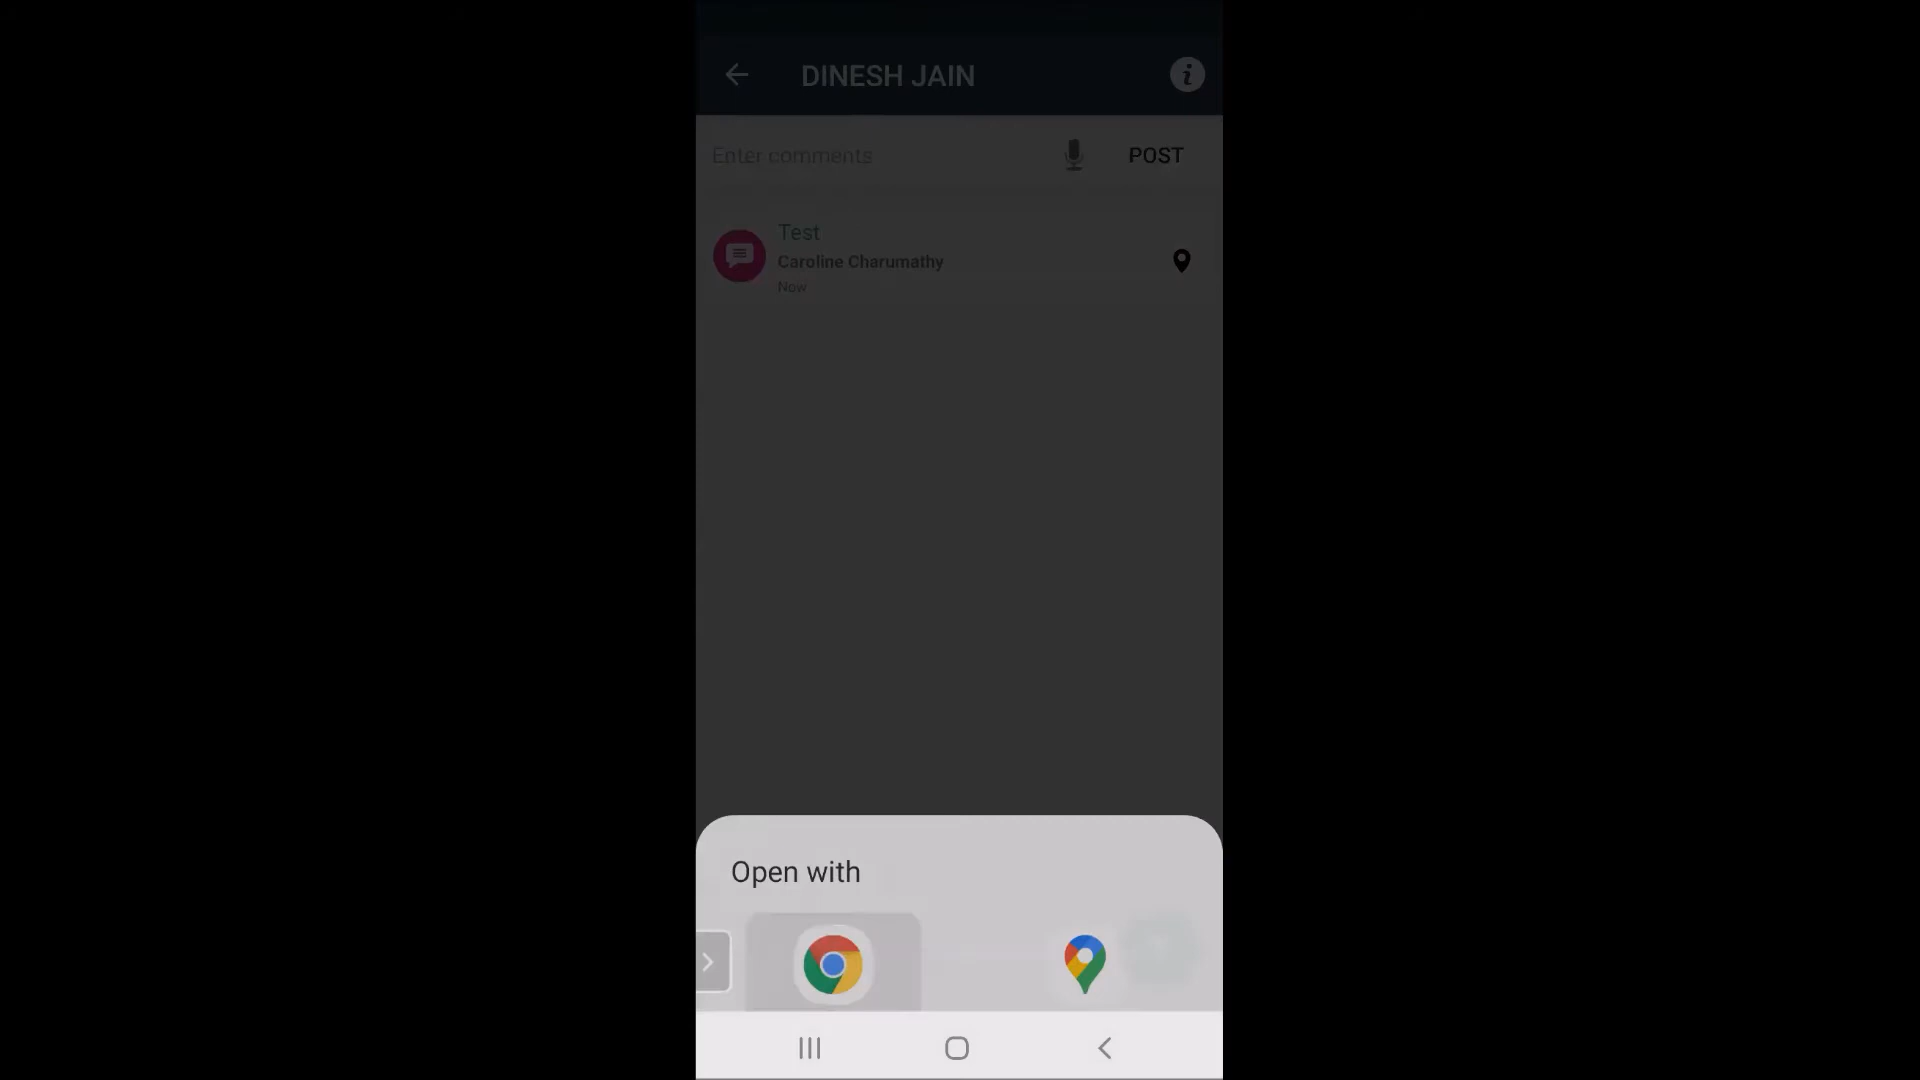 DINESH JAIN
Enter comments
POST
Test
Caroline Charumathy
Now
Open with